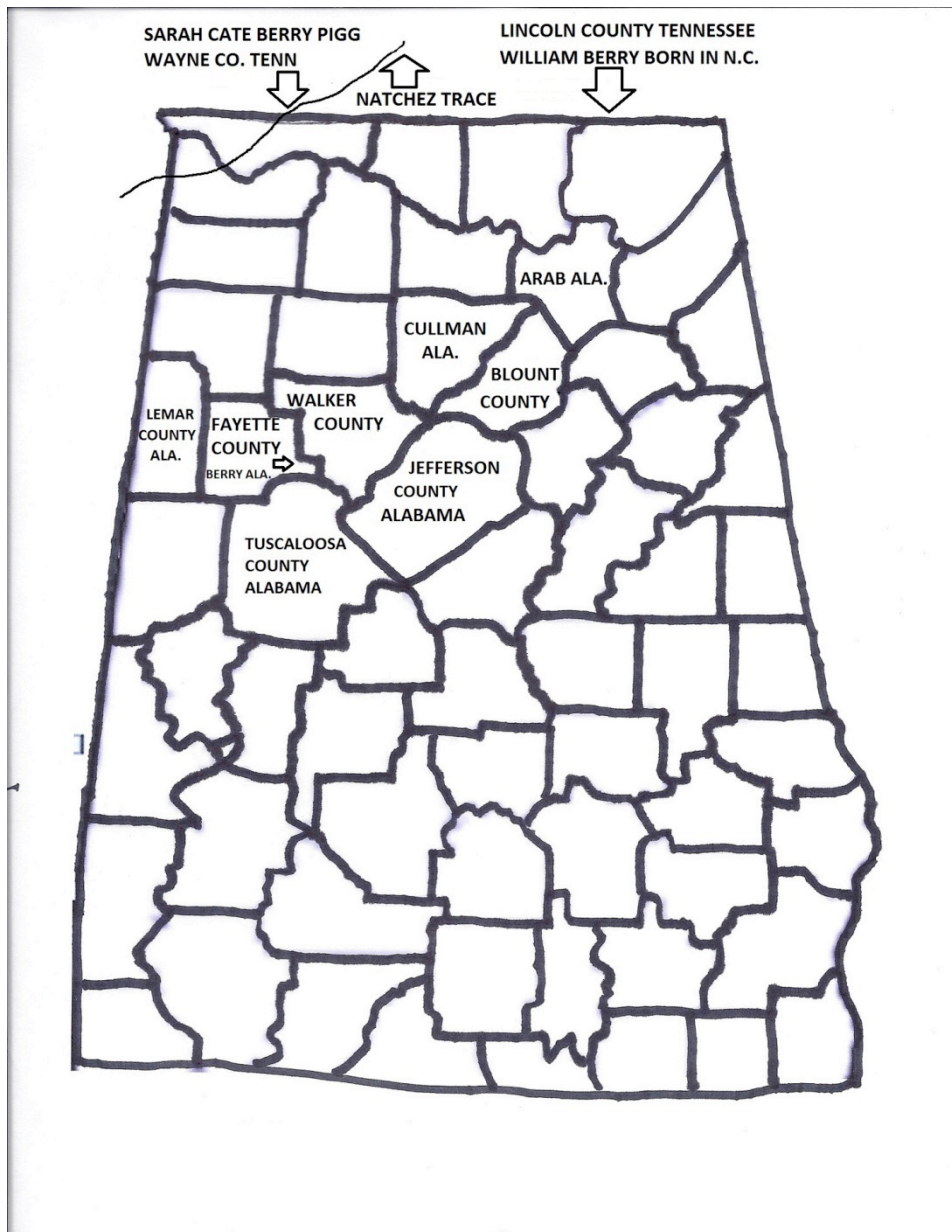 SARAH CATE BERRY PIGG
WAYNE CO. TENN
LINCOLN COUNTY TENNESSEE
WILLIAM BERRY BORN IN N.C.
NATCHEZ TRACE
ARAB ALA.
CULLMAN
ALA.
BLOUNT
COUNTY
WALKER
COUNTY
LEMAR
COUNTY
ALA.
FAYETTE
COUNTY
BERRY ALA.
JEFFERSON
COUNTY
ALABAMA
TUSCALOOSA
COUNTY
ALABAMA